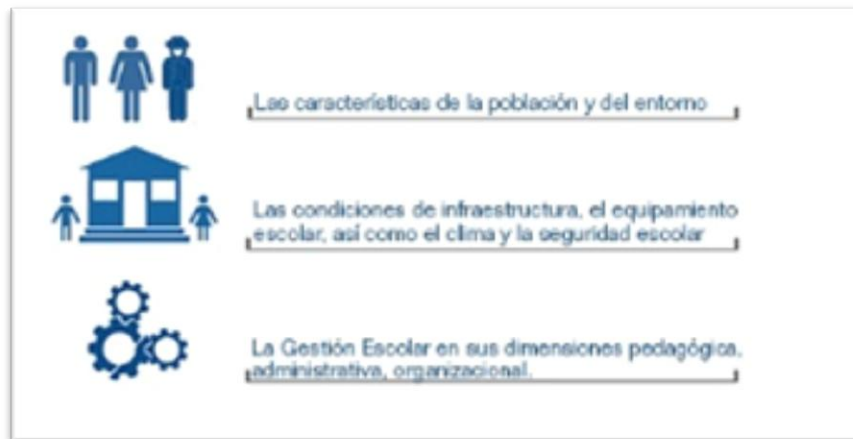 Las características de la población y del entorno
Las condiciones de infraestructura, el equipamiento
escolar, así como el clima y la seguridad escolar
La Gestión Escolar en sus dimensiones pedagógica,
administrativa, organizacional.